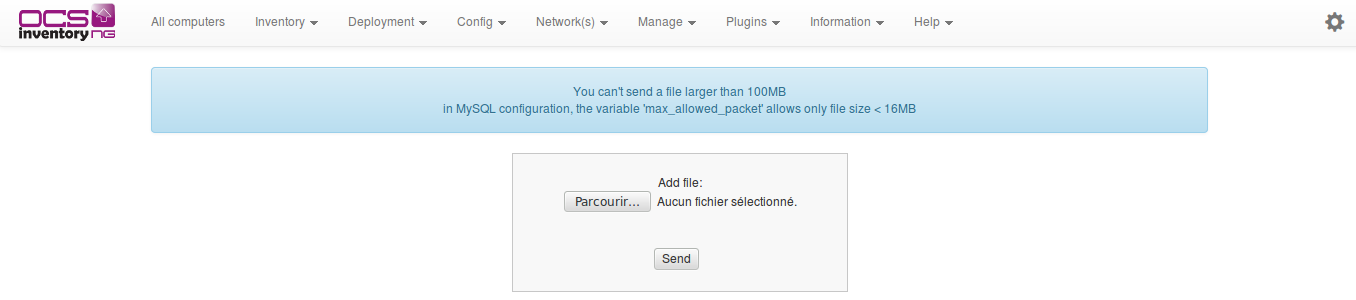 OCS inventory NG All computers Inventory Deployment Config Network(s) Manage Plugins Information Help
You can't send a file larger than 100MB
in MySQL configuration, the variable 'max_allowed_packet' allows only file size < 16MB
Add file:
Parcourir... Aucun fichier sélectionné.
Send